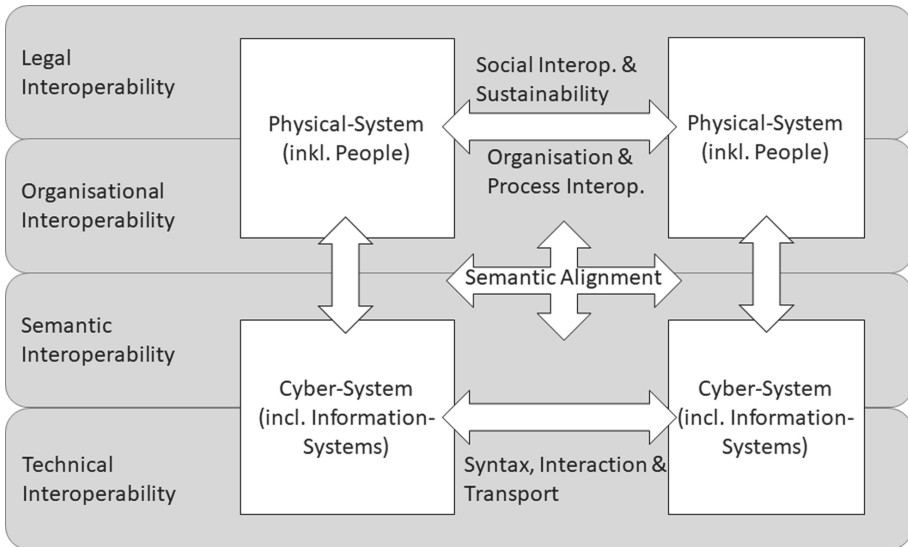 Legal
Interoperability
Physical-System
(inkl. People)
Social Interop. &
Sustainability
Organisation &
Process Interop.
Physical-System
(inkl. People)
Organisational
Interoperability
Semantic Alignment
Semantic
Interoperability
Cyber-System
(incl. Information-
Systems)
Cyber-System
(incl. Information-
Systems)
Technical
Interoperability
Syntax, Interaction &
Transport